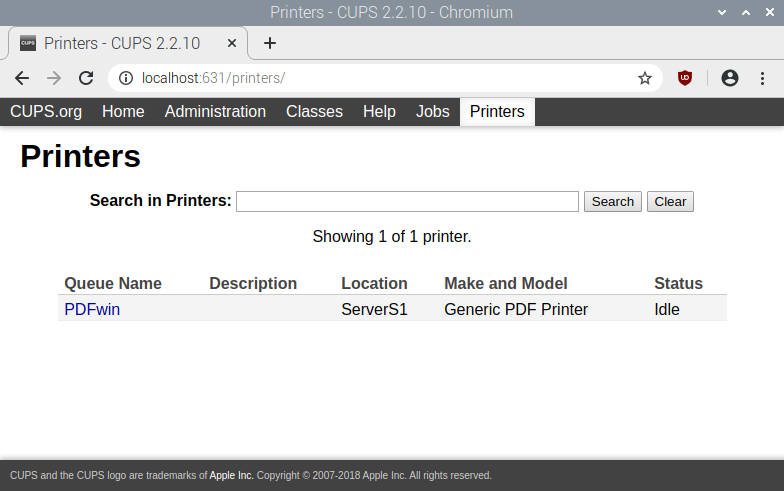 Printers - CUPS 2.2.10 - Chromium
CUPS Printers - CUPS 2.2.10
localhost:631/printers/
CUPS.org Home Administration Classes Help Jobs Printers
Printers
Search in Printers: Search Clear
Showing 1 of 1 printer.
Queue Name Description Location Make and Model Status
PDFwin ServerS1 Generic PDF Printer Idle
CUPS and the CUPS logo are trademarks of Apple Inc. Copyright © 2007-2018 Apple Inc. All rights reserved.